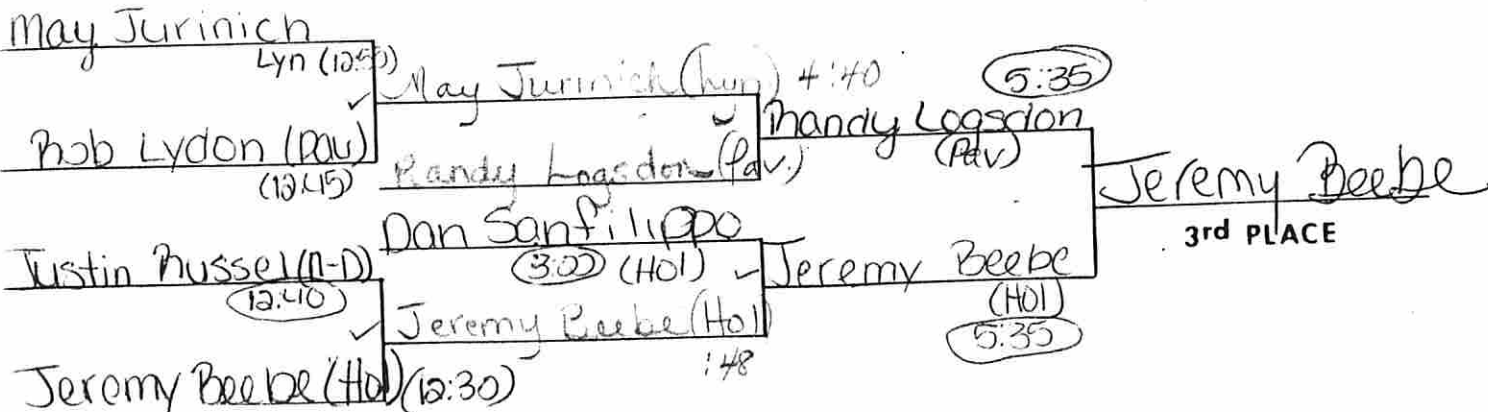 May Jurinich
Lyn (12:50)
Rob Lydon (Pav)
(12:45)
Justin Russel (N-D)
12:40
Jeremy Beebe (Hol) (12:30)
May Jurinich (Lyn) 4:40
Randy Logsdon (Pav.)
Dan Sanfilippo
3:00 (HOl)
Jeremy Beebe (Hol)
:48
5:35
Randy Logsdon
(Pav)
Jeremy Beebe
(HOl)
5:35
Jeremy Beebe
3rd PLACE